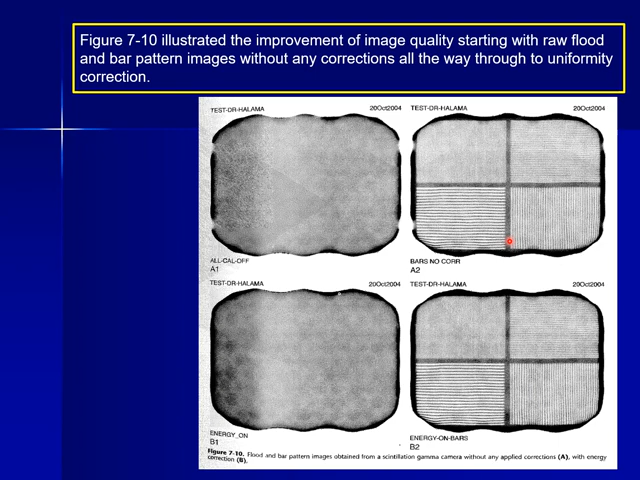 Figure 7-10 illustrated the improvement of image quality starting with raw flood
and bar pattern images without any corrections all the way through to uniformity
correction.
TEST-DR-HALAMA 20Oct2004 TEST-DR-HALAMA 20Oct2004
ALL-CAL-OFF BARS NO CORR
A1 A2
TEST-DR-HALAMA 20Oct2004 TEST-DR-HALAMA 20Oct2004
ENERGY_ON ENERGY-ON-BARS
B1 B2
Figure 7-10. Flood and bar pattern images obtained from a scintillation gamma camera without any applied corrections (A), with energy
correction (B),